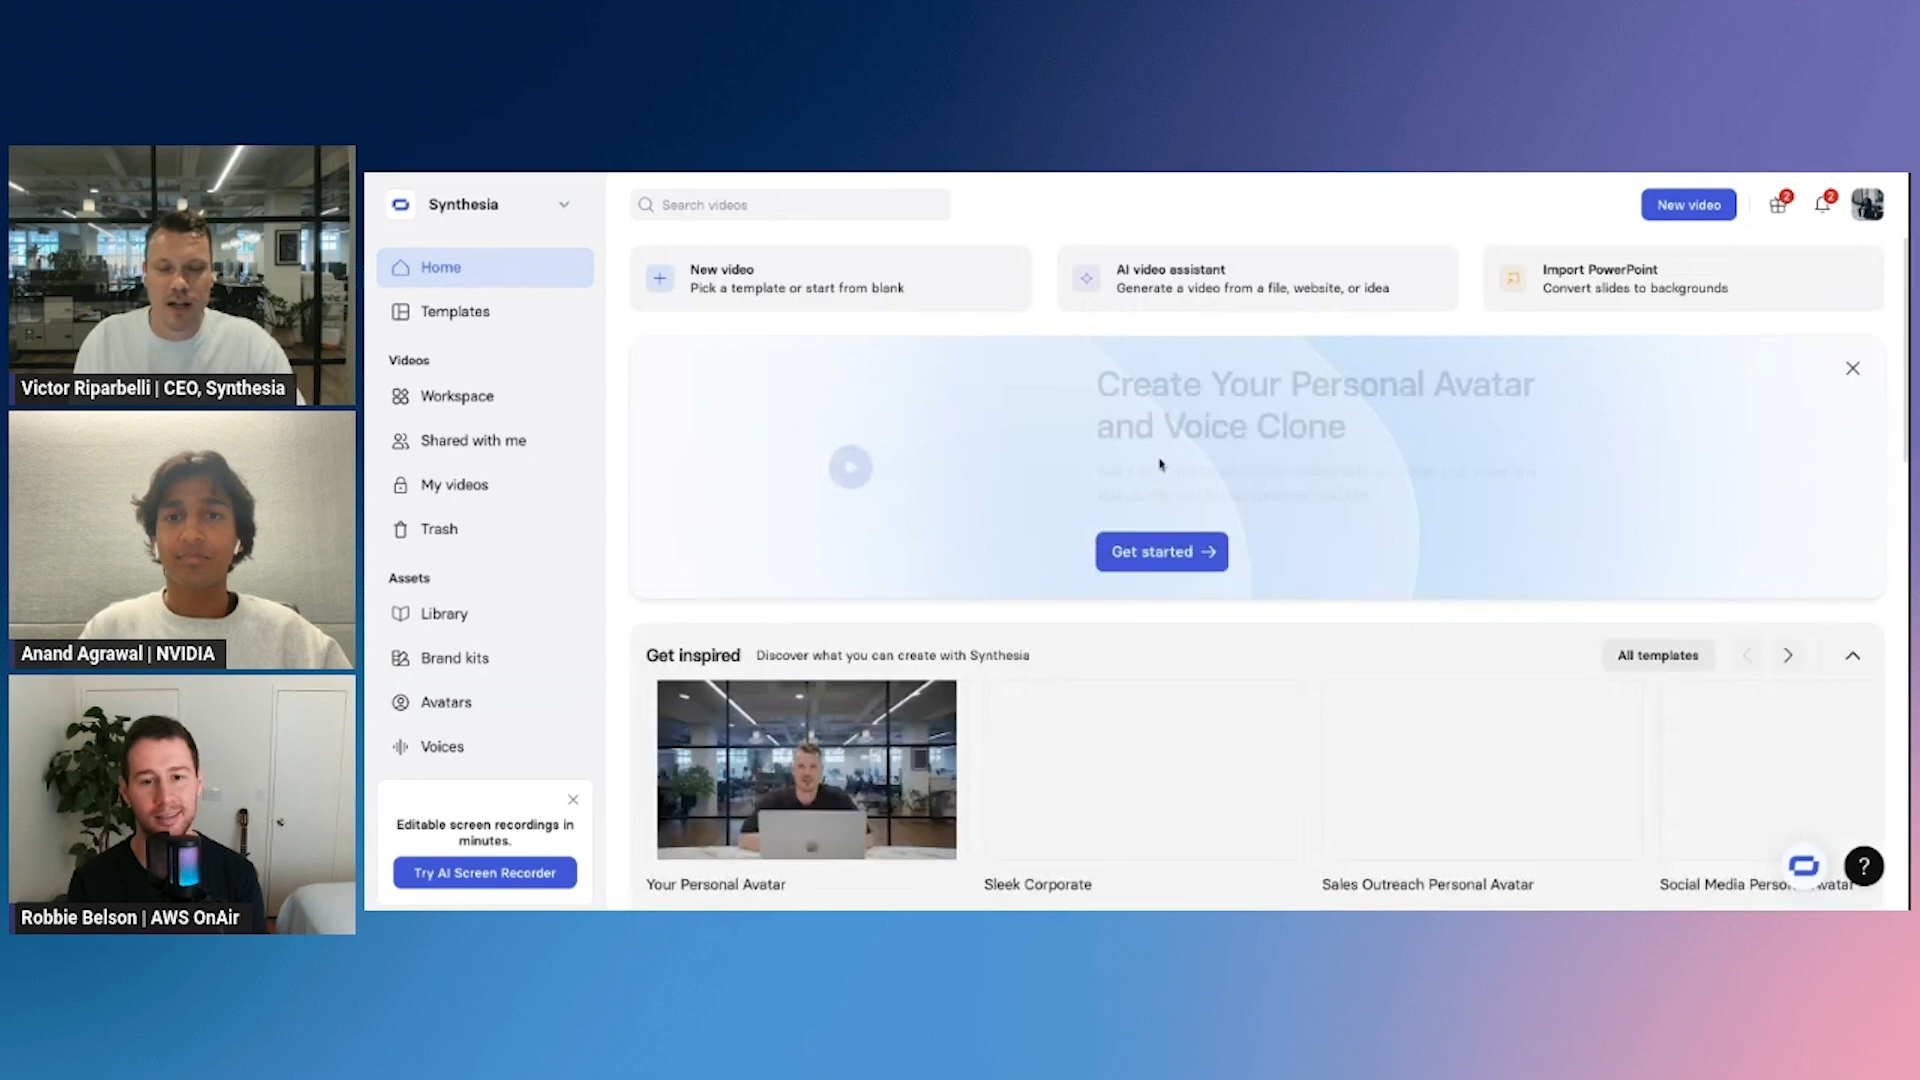 Victor Riparbelli | CEO, Synthesia
Anand Agrawal | NVIDIA
Robbie Belson | AWS OnAir
Synthesia
Home
Templates
Videos
Workspace
Shared with me
My videos
Trash
Assets
Library
Brand kits
Avatars
Voices
Editable screen recordings in
minutes.
Try AI Screen Recorder
Search videos
New video
2
2
New video
Pick a template or start from blank
AI video assistant
Generate a video from a file, website, or idea
Import PowerPoint
Convert slides to backgrounds
Create Your Personal Avatar
and Voice Clone
Get started
Get inspired Discover what you can create with Synthesia
All templates
Your Personal Avatar
Sleek Corporate
Sales Outreach Personal Avatar
Social Media
?